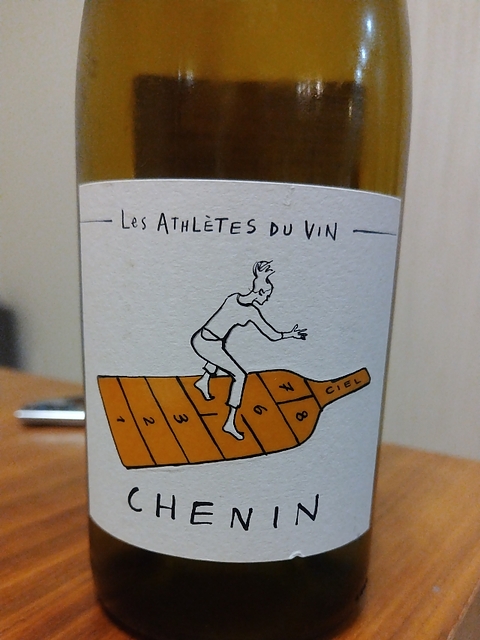 Les ATHLÈTES DU VIN
1 2 3 6 7 8 CIEL
CHENIN